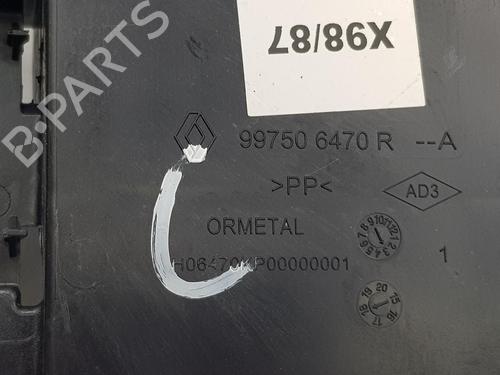 X98/87
99750 6470 R --A
>PP<
AD3
ORMETAL
1
B-PARTS